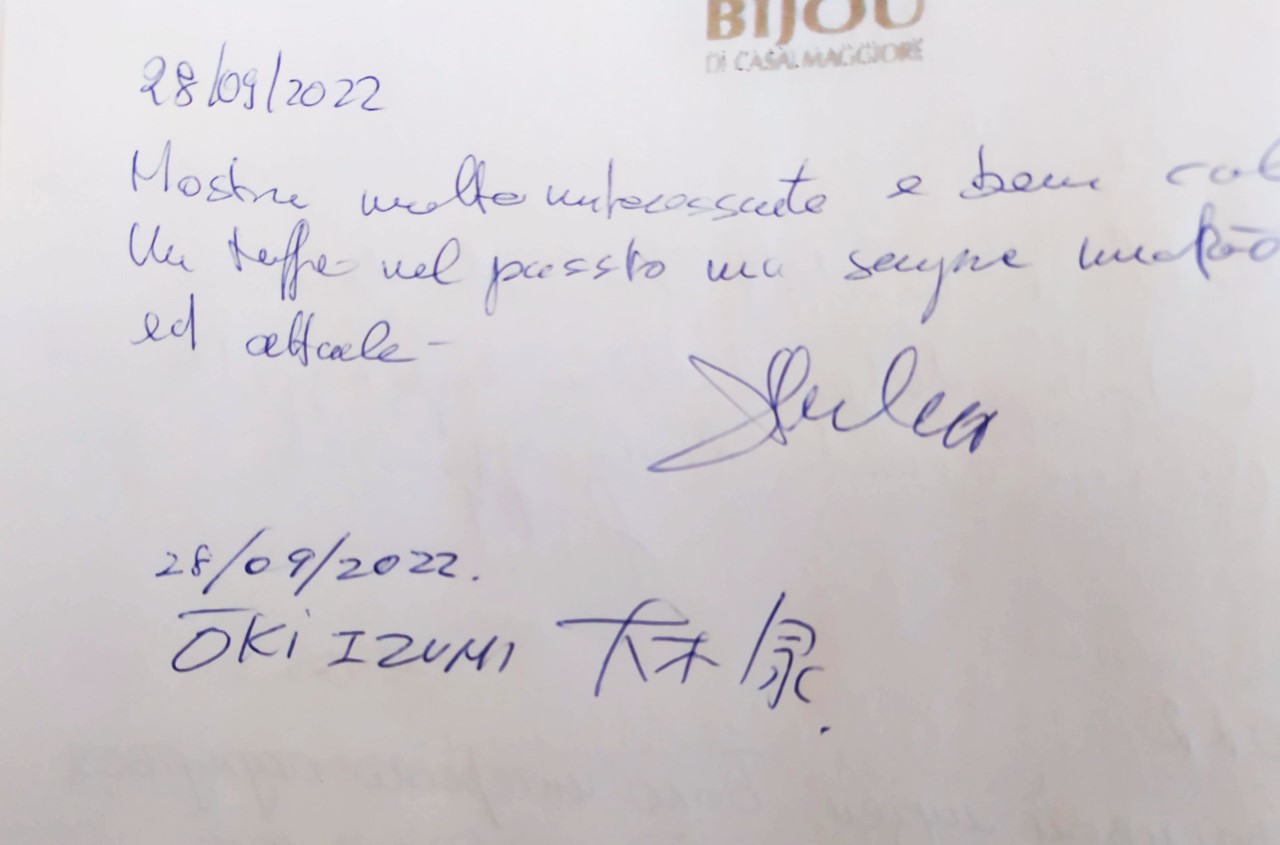 BIJOU
DI CASALMAGGIORE
28/09/2022
Mostra molto interessante e ben
Un tuffo nel passato ma sempre
ed attuale -
28/09/2022.
ŌKi IZUMI 大木 泉.